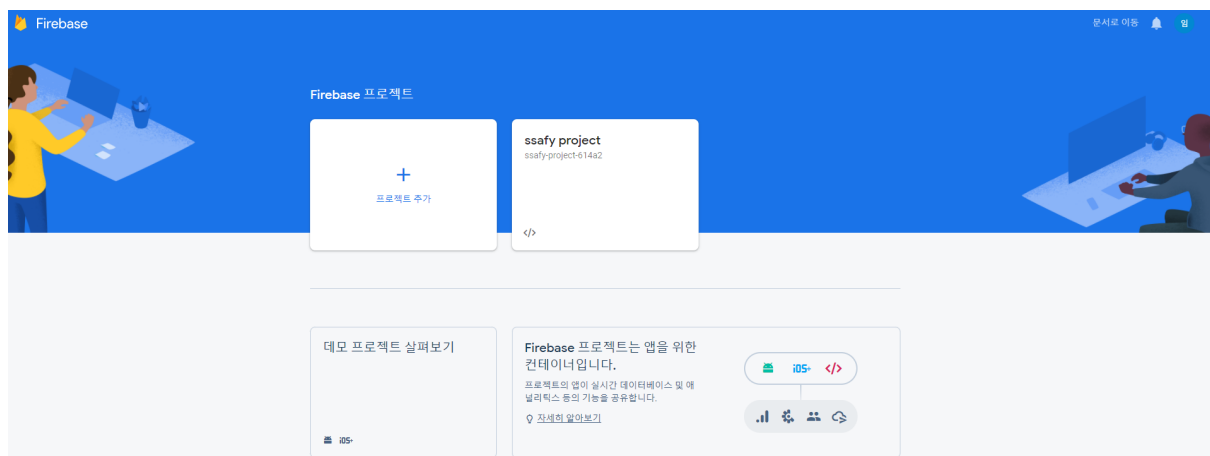 Firebase
문서로 이동
임
Firebase 프로젝트
+
프로젝트 추가
ssafy project
ssafy-project-614a2
</>
데모 프로젝트 살펴보기
iOS+
Firebase 프로젝트는 앱을 위한
컨테이너입니다.
프로젝트의 앱이 실시간 데이터베이스 및 애
널리틱스 등의 기능을 공유합니다.
자세히 알아보기
iOS+ </>